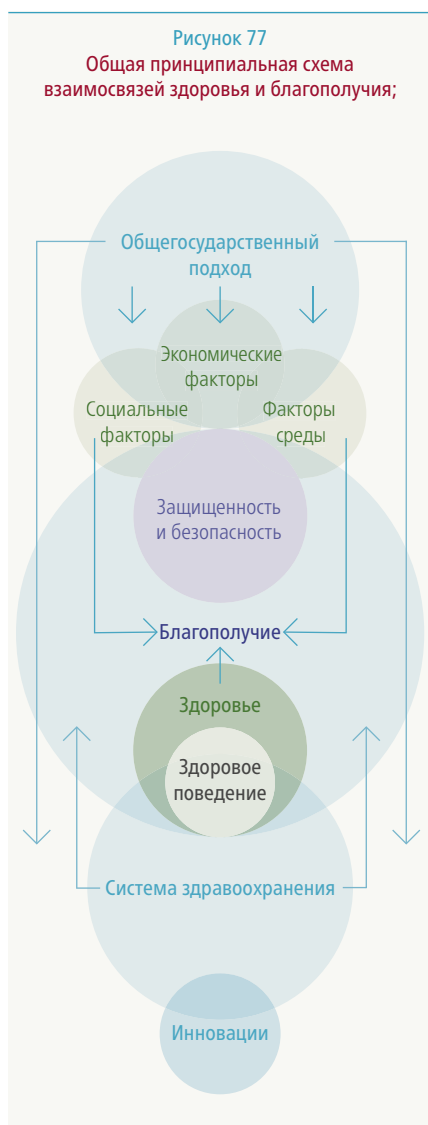 Рисунок 77
Общая принципиальная схема
взаимосвязей здоровья и благополучия;
Общегосударственный
подход
Экономические
факторы
Социальные
факторы
Факторы
среды
Защищенность
и безопасность
Благополучие
Здоровье
Здоровое
поведение
Система здравоохранения
Инновации